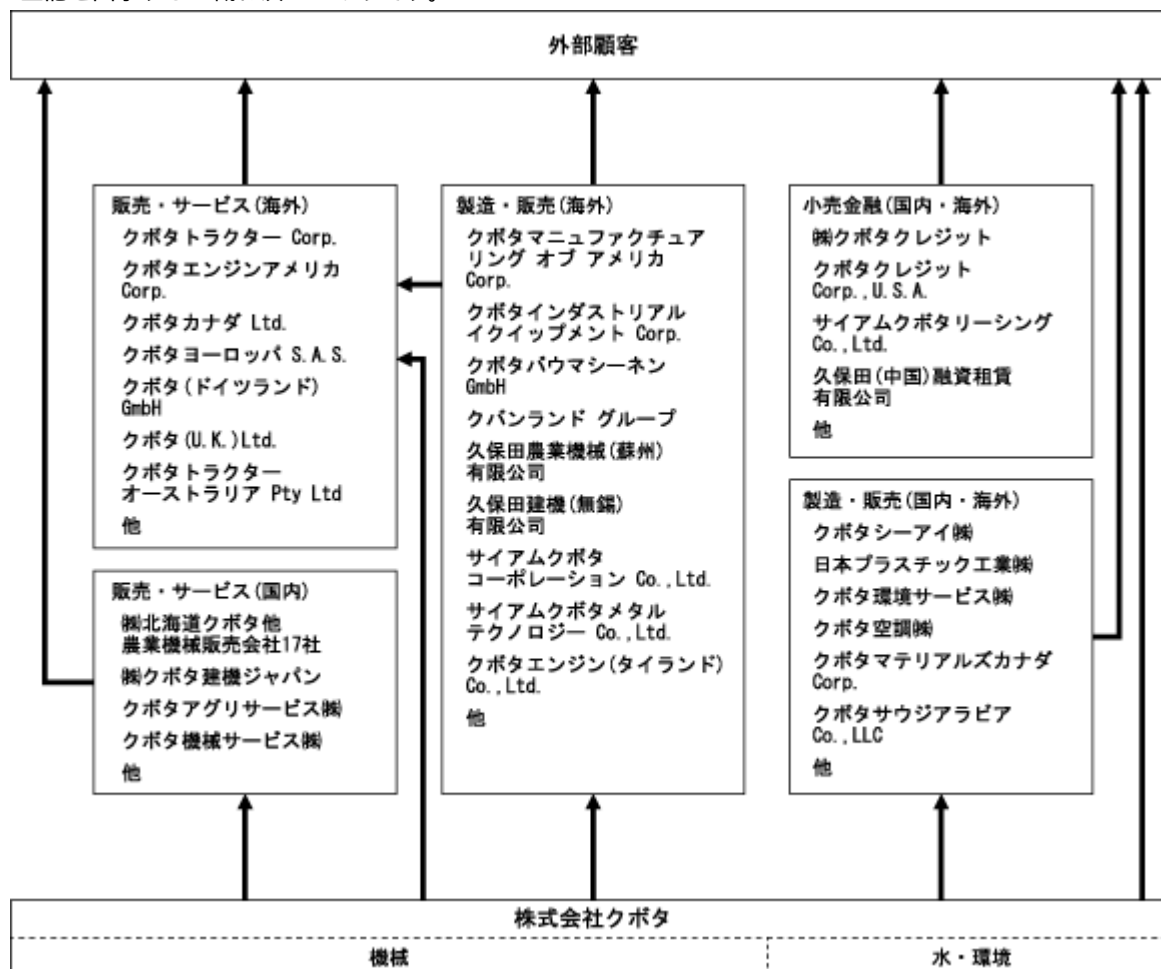 外部顧客
販売・サービス(海外)
クボタトラクター Corp.
クボタエンジンアメリカ
Corp.
クボタカナダ Ltd.
クボタヨーロッパ S.A.S.
クボタ(ドイツランド)
GmbH
クボタ(U.K.)Ltd.
クボタトラクター
オーストラリア Pty Ltd
他
販売・サービス(国内)
㈱北海道クボタ他
農業機械販売会社17社
㈱クボタ建機ジャパン
クボタアグリサービス㈱
クボタ機械サービス㈱
他
製造・販売(海外)
クボタマニュファクチュア
リング オブ アメリカ
Corp.
クボタインダストリアル
イクイップメント Corp.
クボタバウマシーネン
GmbH
クバンランド グループ
久保田農業機械(蘇州)
有限公司
久保田建機(無錫)
有限公司
サイアムクボタ
コーポレーション Co.,Ltd.
サイアムクボタメタル
テクノロジー Co.,Ltd.
クボタエンジン(タイランド)
Co.,Ltd.
他
小売金融(国内・海外)
㈱クボタクレジット
クボタクレジット
Corp.,U.S.A.
サイアムクボタリーシング
Co.,Ltd.
久保田(中国)融資租賃
有限公司
他
製造・販売(国内・海外)
クボタシーアイ㈱
日本プラスチック工業㈱
クボタ環境サービス㈱
クボタ空調㈱
クボタマテリアルズカナダ
Corp.
クボタサウジアラビア
Co.,LLC
他
株式会社クボタ
機械
水・環境